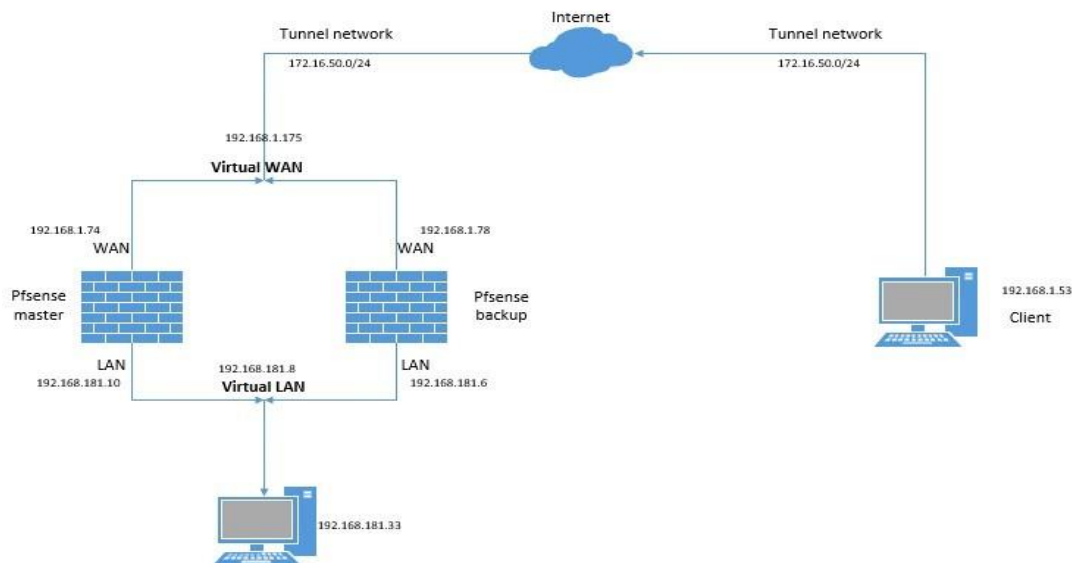 Internet
Tunnel network
Tunnel network
172.16.50.0/24
172.16.50.0/24
192.168.1.175
Virtual WAN
192.168.1.74
192.168.1.78
WAN
WAN
Pfsense
master
Pfsense
backup
192.168.1.53
Client
LAN
192.168.181.8
LAN
192.168.181.10
Virtual LAN
192.168.181.6
192.168.181.33